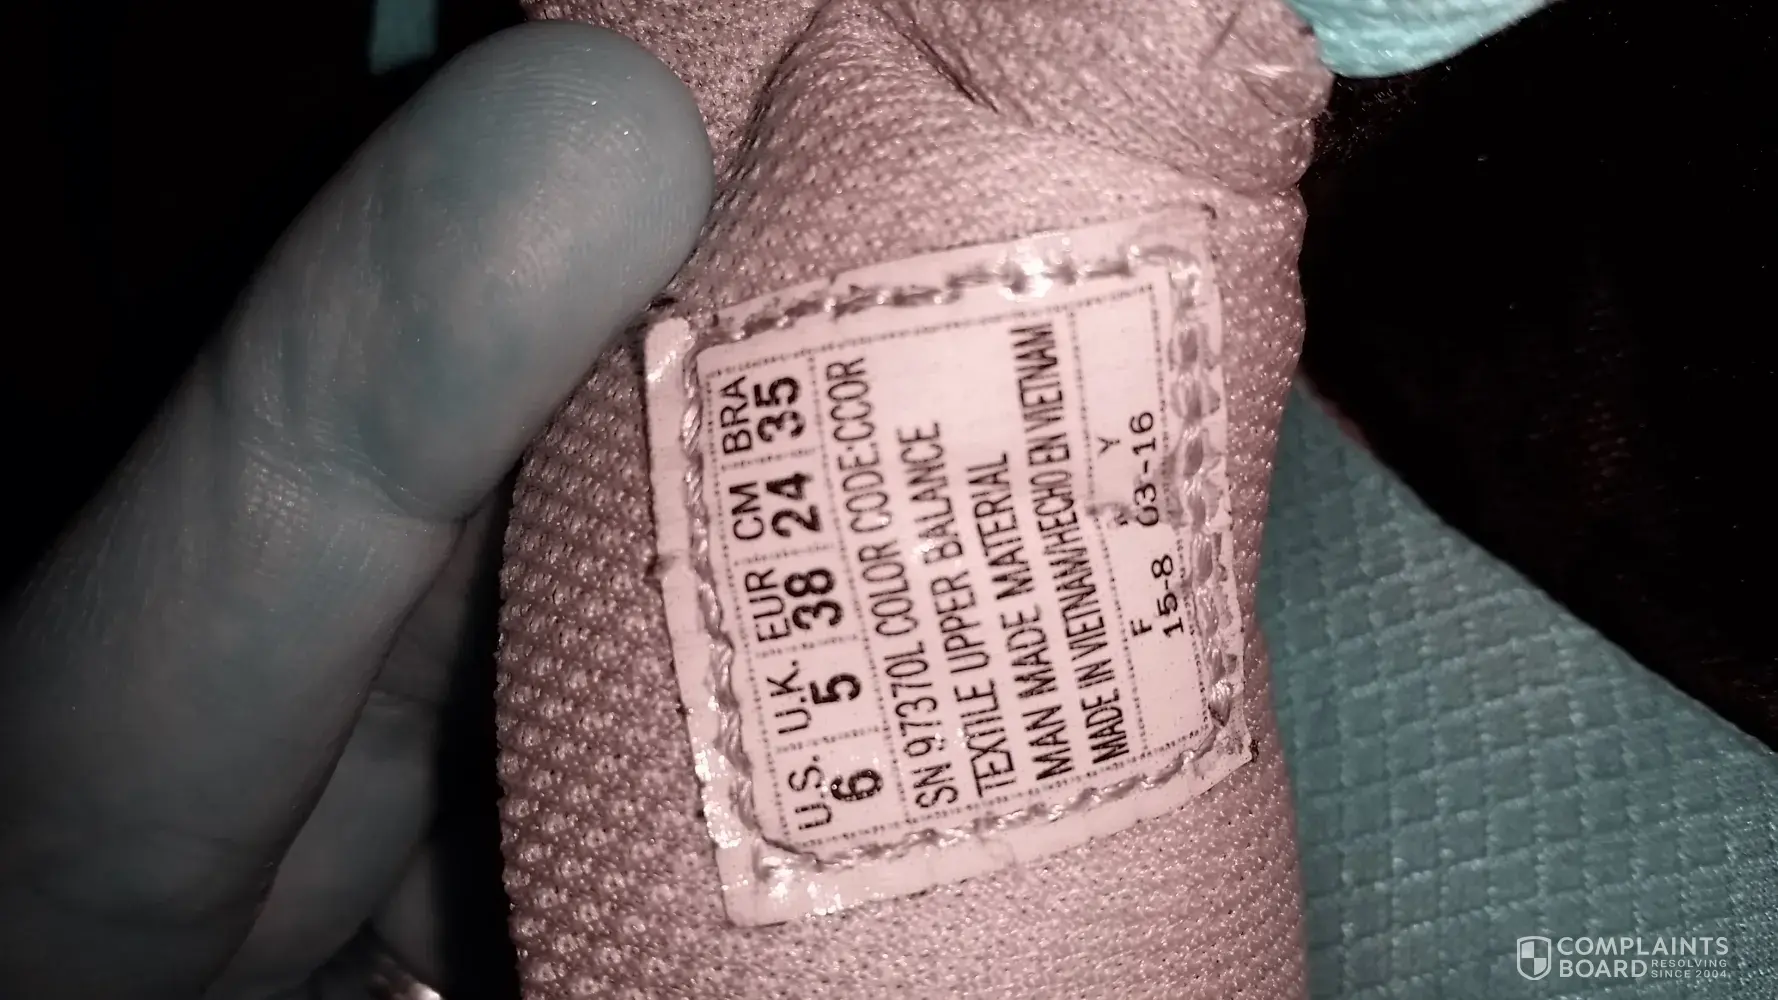 U.S. U.K. EUR CM BRA
6 5 38 24 35
SN 97370L COLOR CODE:CCOR
TEXTILE UPPER BALANCE
MAN MADE MATERIAL
MADE IN VIETNAM/HECHO EN VIETNAM
F Y
15-8 03-16
COMPLAINTS
BOARD RESOLVING
SINCE 2004